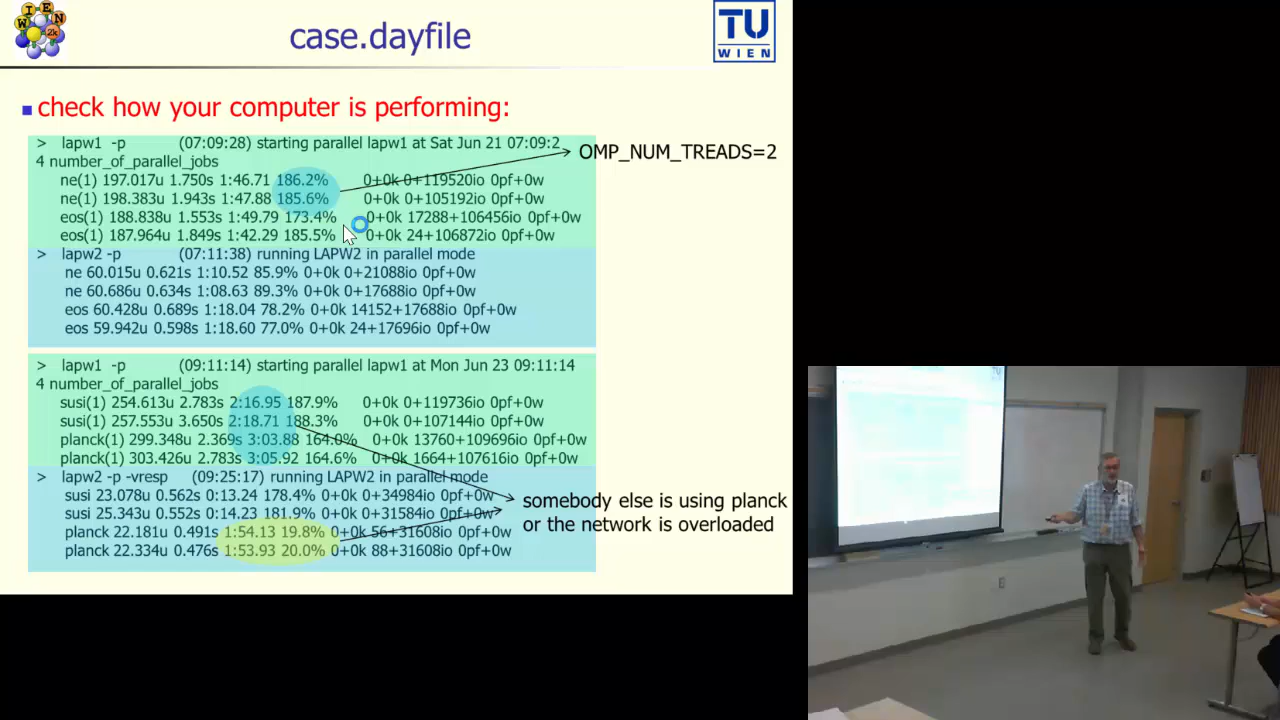 WIEN2k
case.dayfile
TU
WIEN
check how your computer is performing:
> lapw1 -p (07:09:28) starting parallel lapw1 at Sat Jun 21 07:09:2
4 number_of_parallel_jobs
ne(1) 197.017u 1.750s 1:46.71 186.2% 0+0k 0+119520io 0pf+0w
ne(1) 198.383u 1.943s 1:47.88 185.6% 0+0k 0+105192io 0pf+0w
eos(1) 188.838u 1.553s 1:49.79 173.4% 0+0k 17288+106456io 0pf+0w
eos(1) 187.964u 1.849s 1:42.29 185.5% 0+0k 24+106872io 0pf+0w
OMP_NUM_TREADS=2
> lapw2 -p (07:11:38) running LAPW2 in parallel mode
ne 60.015u 0.621s 1:10.52 85.9% 0+0k 0+21088io 0pf+0w
ne 60.686u 0.634s 1:08.63 89.3% 0+0k 0+17688io 0pf+0w
eos 60.428u 0.689s 1:18.04 78.2% 0+0k 14152+17688io 0pf+0w
eos 59.942u 0.598s 1:18.60 77.0% 0+0k 24+17696io 0pf+0w
> lapw1 -p (09:11:14) starting parallel lapw1 at Mon Jun 23 09:11:14
4 number_of_parallel_jobs
susi(1) 254.613u 2.783s 2:16.95 187.9% 0+0k 0+119736io 0pf+0w
susi(1) 257.553u 3.650s 2:18.71 188.3% 0+0k 0+107144io 0pf+0w
planck(1) 299.348u 2.369s 3:03.88 164.0% 0+0k 13760+109696io 0pf+0w
planck(1) 303.426u 2.783s 3:05.92 164.6% 0+0k 1664+107616io 0pf+0w
> lapw2 -p -vresp (09:25:17) running LAPW2 in parallel mode
susi 23.078u 0.562s 0:13.24 178.4% 0+0k 0+34984io 0pf+0w
susi 25.343u 0.552s 0:14.23 181.9% 0+0k 0+31584io 0pf+0w
planck 22.181u 0.491s 1:54.13 19.8% 0+0k 56+31608io 0pf+0w
planck 22.334u 0.476s 1:53.93 20.0% 0+0k 88+31608io 0pf+0w
somebody else is using planck
or the network is overloaded